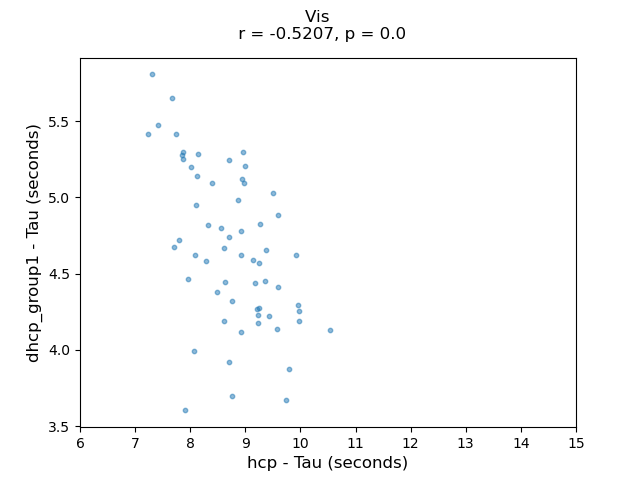 Vis
r = -0.5207, p = 0.0
5.5
5.0
4.5
4.0
3.5
dhcp_group1 - Tau (seconds)
6 7 8 9 10 11 12 13 14 15
hcp - Tau (seconds)